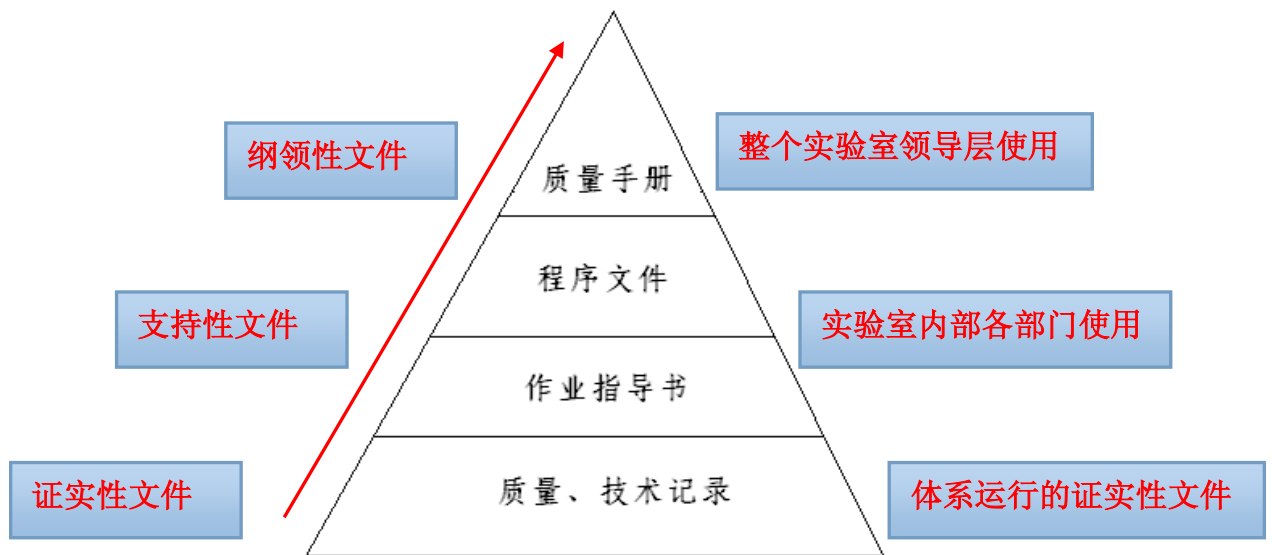 纲领性文件
整个实验室领导层使用
质量手册
程序文件
支持性文件
实验室内部各部门使用
作业指导书
证实性文件
质量、技术记录
体系运行的证实性文件